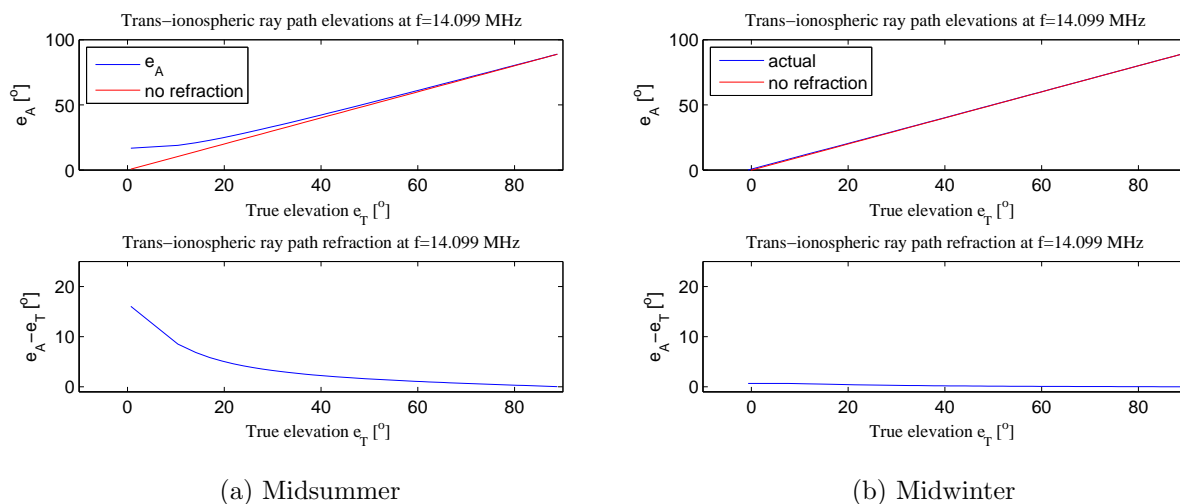 Trans−ionospheric ray path elevations at f=14.099 MHz
100
50
0
e_A [°]
e_A
no refraction
0 20 40 60 80
True elevation e_T [°]
Trans−ionospheric ray path refraction at f=14.099 MHz
20
10
0
e_A−e_T [°]
0 20 40 60 80
True elevation e_T [°]
(a) Midsummer
Trans−ionospheric ray path elevations at f=14.099 MHz
100
50
0
e_A [°]
actual
no refraction
0 20 40 60 80
True elevation e_T [°]
Trans−ionospheric ray path refraction at f=14.099 MHz
20
10
0
e_A−e_T [°]
0 20 40 60 80
True elevation e_T [°]
(b) Midwinter